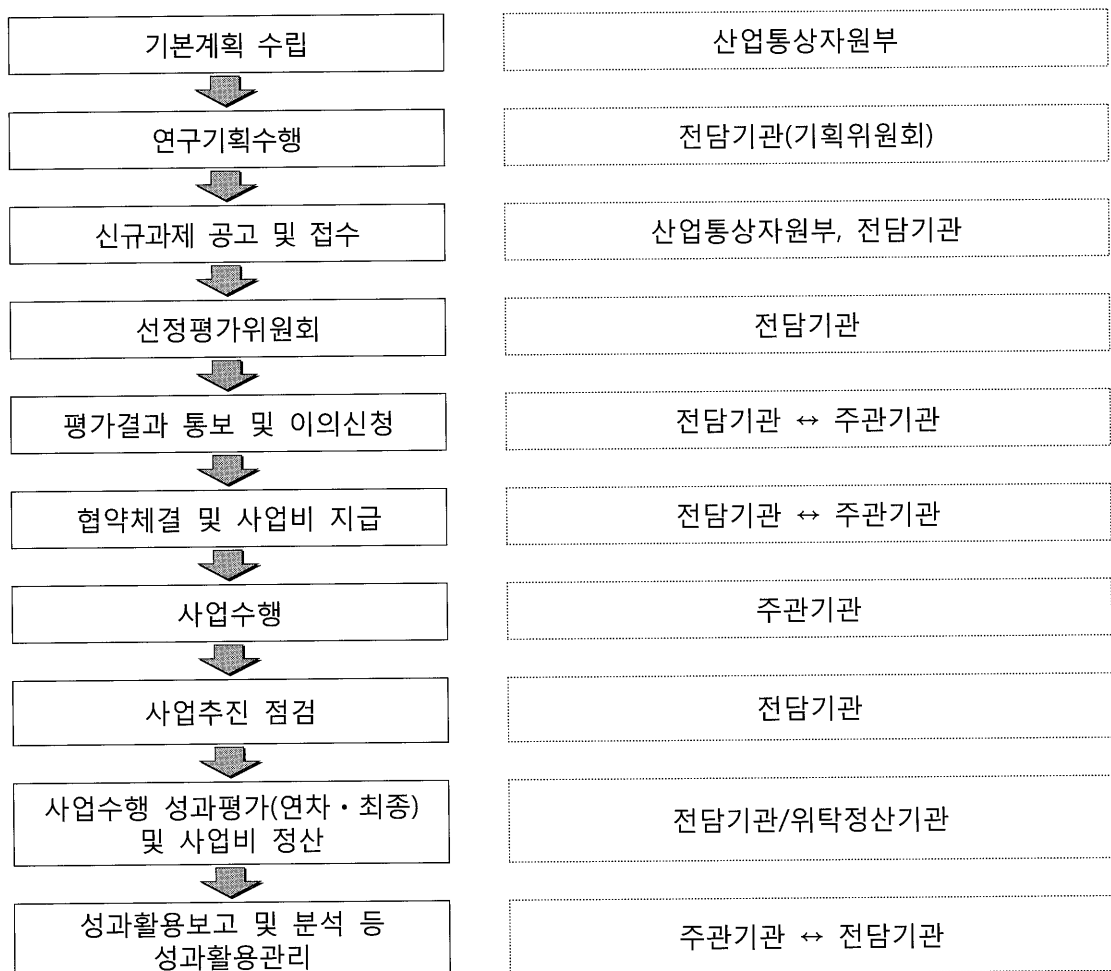 기본계획 수립
산업통상자원부
연구기획수행
전담기관(기획위원회)
신규과제 공고 및 접수
산업통상자원부, 전담기관
선정평가위원회
전담기관
평가결과 통보 및 이의신청
전담기관 ↔ 주관기관
협약체결 및 사업비 지급
전담기관 ↔ 주관기관
사업수행
주관기관
사업추진 점검
전담기관
사업수행 성과평가(연차・최종)
및 사업비 정산
전담기관/위탁정산기관
성과활용보고 및 분석 등
성과활용관리
주관기관 ↔ 전담기관